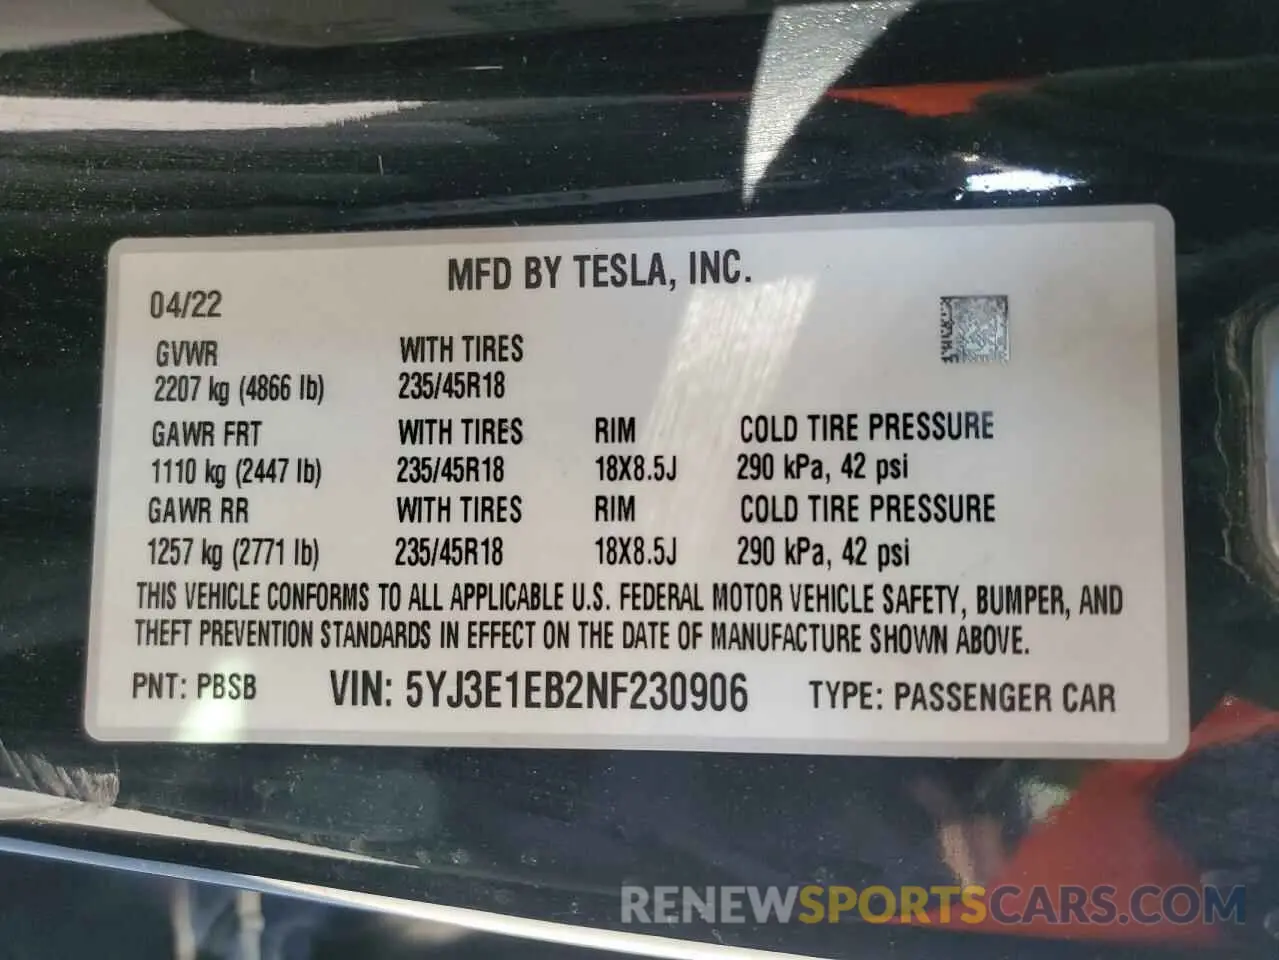 MFD BY TESLA, INC.
04/22
GVWR WITH TIRES
2207 kg (4866 lb) 235/45R18
GAWR FRT WITH TIRES RIM COLD TIRE PRESSURE
1110 kg (2447 lb) 235/45R18 18X8.5J 290 kPa, 42 psi
GAWR RR WITH TIRES RIM COLD TIRE PRESSURE
1257 kg (2771 lb) 235/45R18 18X8.5J 290 kPa, 42 psi
THIS VEHICLE CONFORMS TO ALL APPLICABLE U.S. FEDERAL MOTOR VEHICLE SAFETY, BUMPER, AND
THEFT PREVENTION STANDARDS IN EFFECT ON THE DATE OF MANUFACTURE SHOWN ABOVE.
PNT: PBSB VIN: 5YJ3E1EB2NF230906 TYPE: PASSENGER CAR
RENEWSPORTSCARS.COM